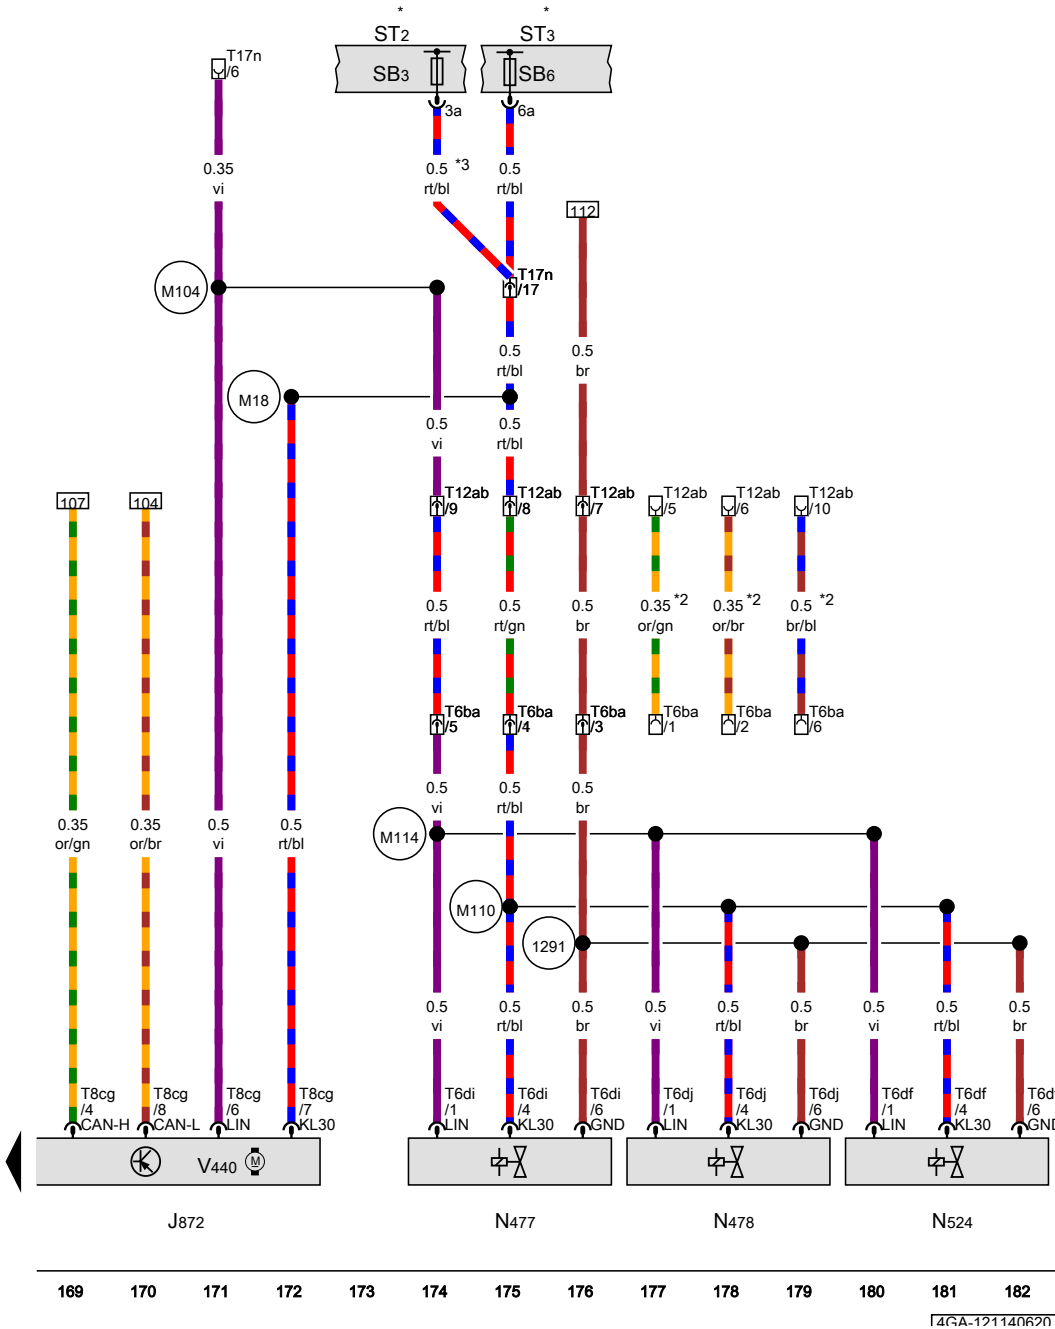 * *
ST2 ST3
T17n
/6
SB3 SB6
3a 6a
0.35 0.5 *3 0.5
vi rt/bl rt/bl
112
T17n
/17
M104
0.5 0.5
rt/bl br
M18
0.5 0.5
vi rt/bl
107 104 T12ab T12ab T12ab T12ab T12ab T12ab
/9 /8 /7 /5 /6 /10
0.5 0.5 0.5 0.35 *2 0.35 *2 0.5 *2
rt/bl rt/gn br or/gn or/br br/bl
T6ba T6ba T6ba T6ba T6ba T6ba
/5 /4 /3 /1 /2 /6
0.5 0.5 0.5
vi rt/bl br
0.35 0.35 0.5 0.5
or/gn or/br vi rt/bl
M114
M110
1291
0.5 0.5 0.5 0.5 0.5 0.5 0.5 0.5 0.5
vi rt/bl br vi rt/bl br vi rt/bl br
T8cg T8cg T8cg T8cg T6di T6di T6di T6dj T6dj T6dj T6df T6df T6df
/4 /8 /6 /7 /1 /4 /6 /1 /4 /6 /1 /4 /6
CAN-H CAN-L LIN KL30 LIN KL30 GND LIN KL30 GND LIN KL30 GND
V440 M
J872 N477 N478 N524
169 170 171 172 173 174 175 176 177 178 179 180 181 182
4GA-121140620